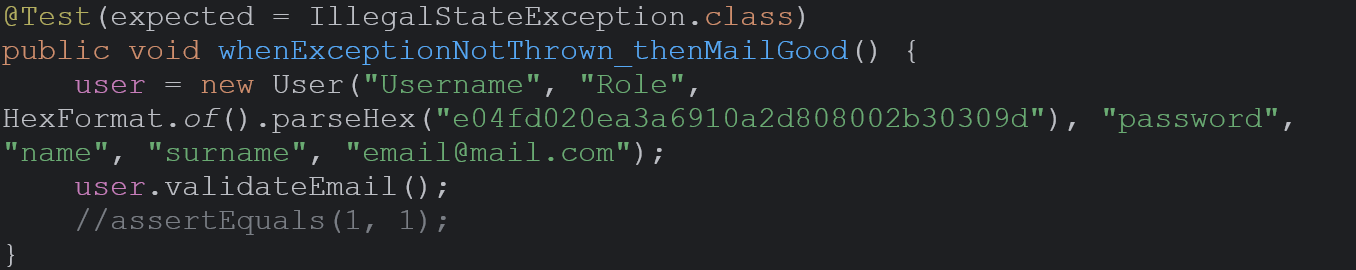 @Test(expected = IllegalStateException.class)
public void whenExceptionNotThrown_thenMailGood() {
    user = new User("Username", "Role",
HexFormat.of().parseHex("e04fd020ea3a6910a2d808002b30309d"), "password",
"name", "surname", "email@mail.com");
    user.validateEmail();
    //assertEquals(1, 1);
}